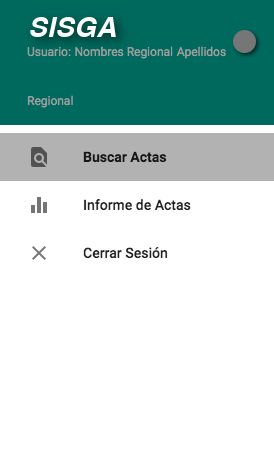 SISGA
Usuario: Nombres Regional Apellidos
Regional
Buscar Actas
Informe de Actas
Cerrar Sesión